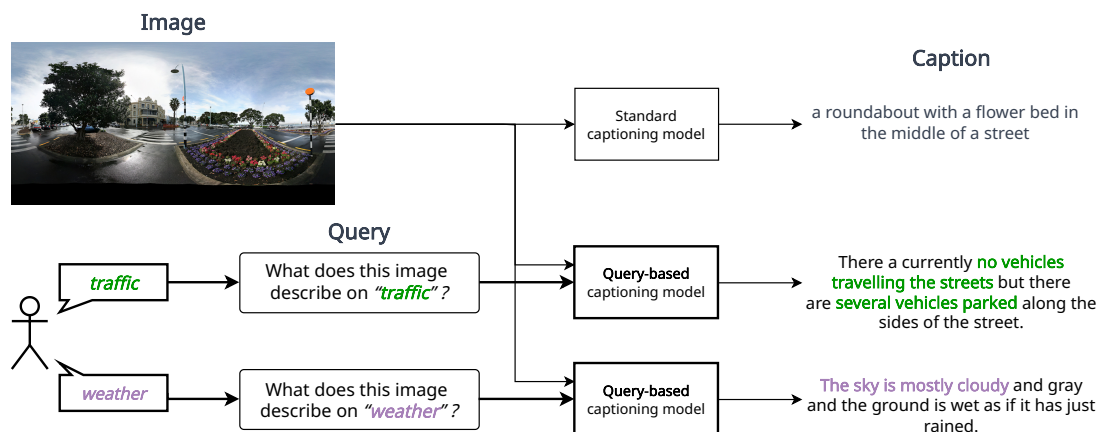 Image
Caption
Standard
captioning model
a roundabout with a flower bed in
the middle of a street
Query
traffic
What does this image
describe on “traffic” ?
Query-based
captioning model
There a currently no vehicles
travelling the streets but there
are several vehicles parked along the
sides of the street.
weather
What does this image
describe on “weather” ?
Query-based
captioning model
The sky is mostly cloudy and gray
and the ground is wet as if it has just
rained.